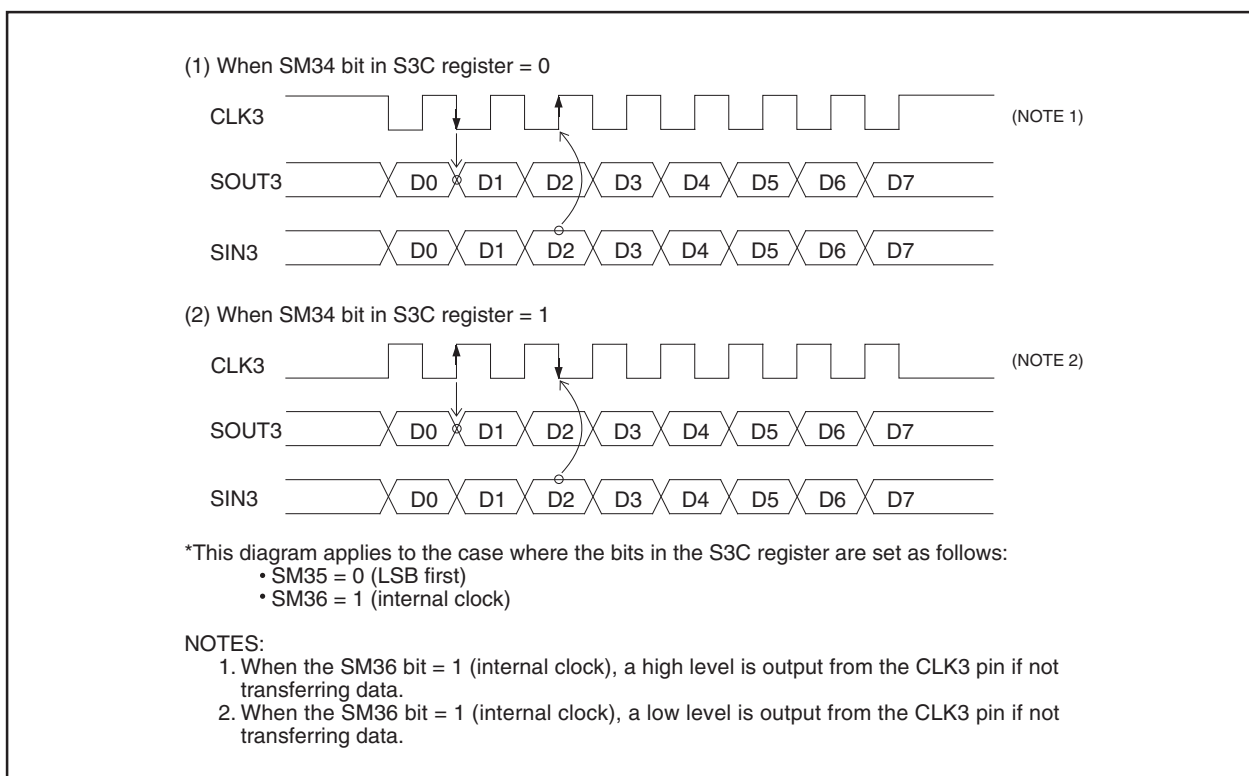 (1) When SM34 bit in S3C register = 0
CLK3
(NOTE 1)
SOUT3 D0 D1 D2 D3 D4 D5 D6 D7
SIN3 D0 D1 D2 D3 D4 D5 D6 D7
(2) When SM34 bit in S3C register = 1
CLK3
(NOTE 2)
SOUT3 D0 D1 D2 D3 D4 D5 D6 D7
SIN3 D0 D1 D2 D3 D4 D5 D6 D7
*This diagram applies to the case where the bits in the S3C register are set as follows:
• SM35 = 0 (LSB first)
• SM36 = 1 (internal clock)
NOTES:
1. When the SM36 bit = 1 (internal clock), a high level is output from the CLK3 pin if not
transferring data.
2. When the SM36 bit = 1 (internal clock), a low level is output from the CLK3 pin if not
transferring data.